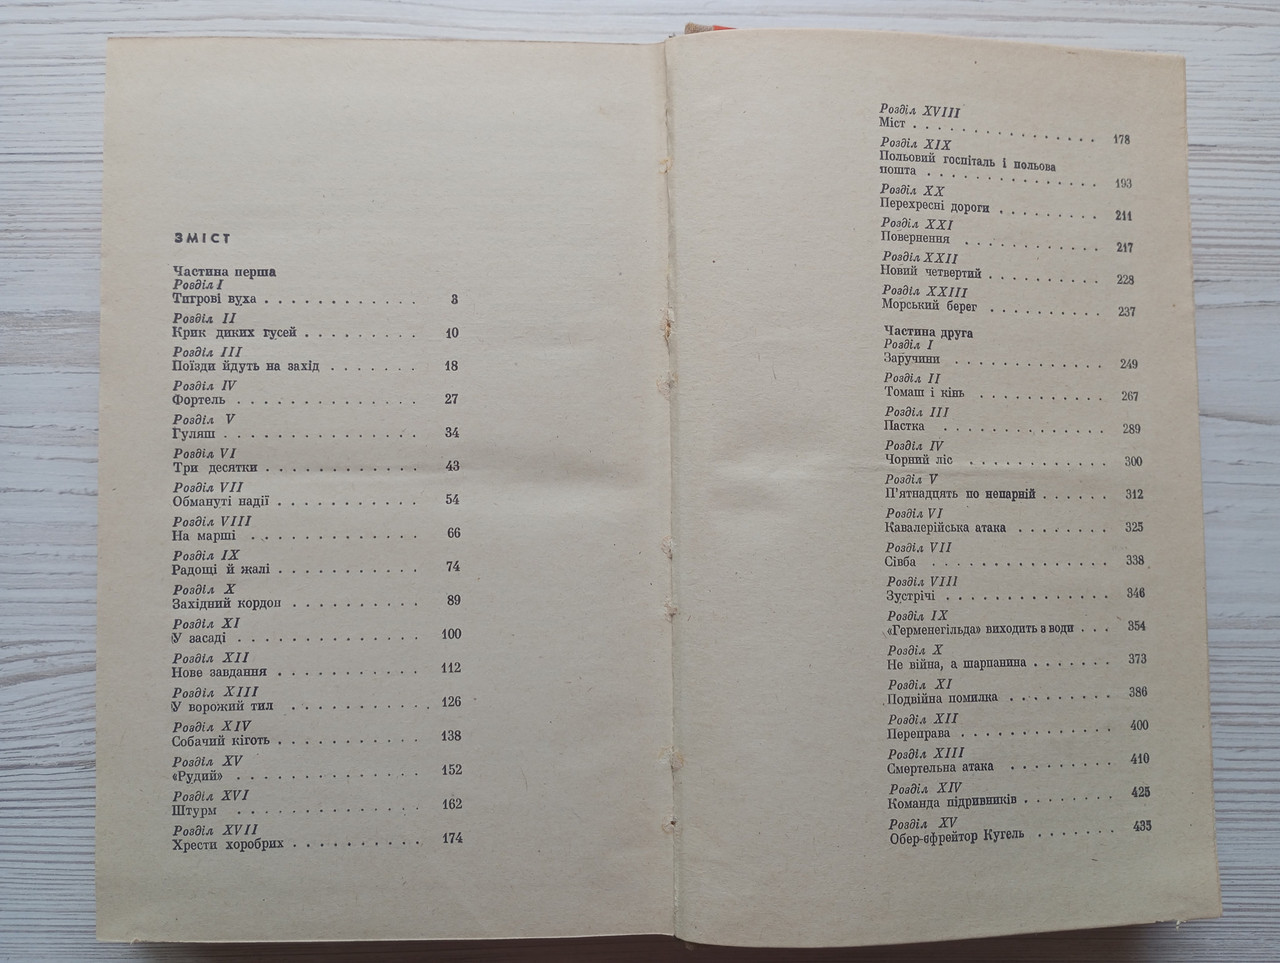 ЗМІСТ
Частина перша
Розділ I
Тигрові вуха . . . . . . . . . . . . . 3
Розділ II
Крик диких гусей . . . . . . . . . . 10
Розділ III
Поїзди йдуть на захід . . . . . . . 18
Розділ IV
Фортель . . . . . . . . . . . . . . 27
Розділ V
Гуляш . . . . . . . . . . . . . . . 34
Розділ VI
Три десятки . . . . . . . . . . . . 43
Розділ VII
Обмануті надії . . . . . . . . . . . 54
Розділ VIII
На марші . . . . . . . . . . . . . 66
Розділ IX
Радощі й жалі . . . . . . . . . . . 74
Розділ X
Західний кордон . . . . . . . . . . 89
Розділ XI
У засаді . . . . . . . . . . . . . . 100
Розділ XII
Нове завдання . . . . . . . . . . . 112
Розділ XIII
У ворожий тил . . . . . . . . . . 126
Розділ XIV
Собачий кіготь . . . . . . . . . . . 138
Розділ XV
«Рудий» . . . . . . . . . . . . . . 152
Розділ XVI
Штурм . . . . . . . . . . . . . . 162
Розділ XVII
Хрести хоробрих . . . . . . . . . . 174
Розділ XVIII
Міст . . . . . . . . . . . . . . . 178
Розділ XIX
Польовий госпіталь і польова
пошта . . . . . . . . . . . . . . 193
Розділ XX
Перехресні дороги . . . . . . . . . 211
Розділ XXI
Повернення . . . . . . . . . . . 217
Розділ XXII
Новий четвертий . . . . . . . . . . 228
Розділ XXIII
Морський берег . . . . . . . . . . 237
Частина друга
Розділ I
Заручини . . . . . . . . . . . . . 249
Розділ II
Томаш і кінь . . . . . . . . . . . 267
Розділ III
Пастка . . . . . . . . . . . . . . 289
Розділ IV
Чорний ліс . . . . . . . . . . . . 300
Розділ V
П'ятнадцять по непарній . . . . . . 312
Розділ VI
Кавалерійська атака . . . . . . . . 325
Розділ VII
Сівба . . . . . . . . . . . . . . 338
Розділ VIII
Зустрічі . . . . . . . . . . . . . . 346
Розділ IX
«Герменегільда» виходить з води . . . 354
Розділ X
Не війна, а шарпанина . . . . . . . 373
Розділ XI
Подвійна помилка . . . . . . . . . 386
Розділ XII
Переправа . . . . . . . . . . . . 400
Розділ XIII
Смертельна атака . . . . . . . . . 410
Розділ XIV
Команда підривників . . . . . . . . 425
Розділ XV
Обер-єфрейтор Кугель . . . . . . . 435